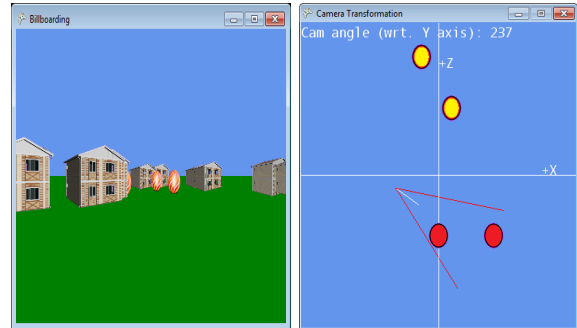 Billboarding
Camera Transformation
Cam angle (wrt. Y axis): 237
+Z
+X